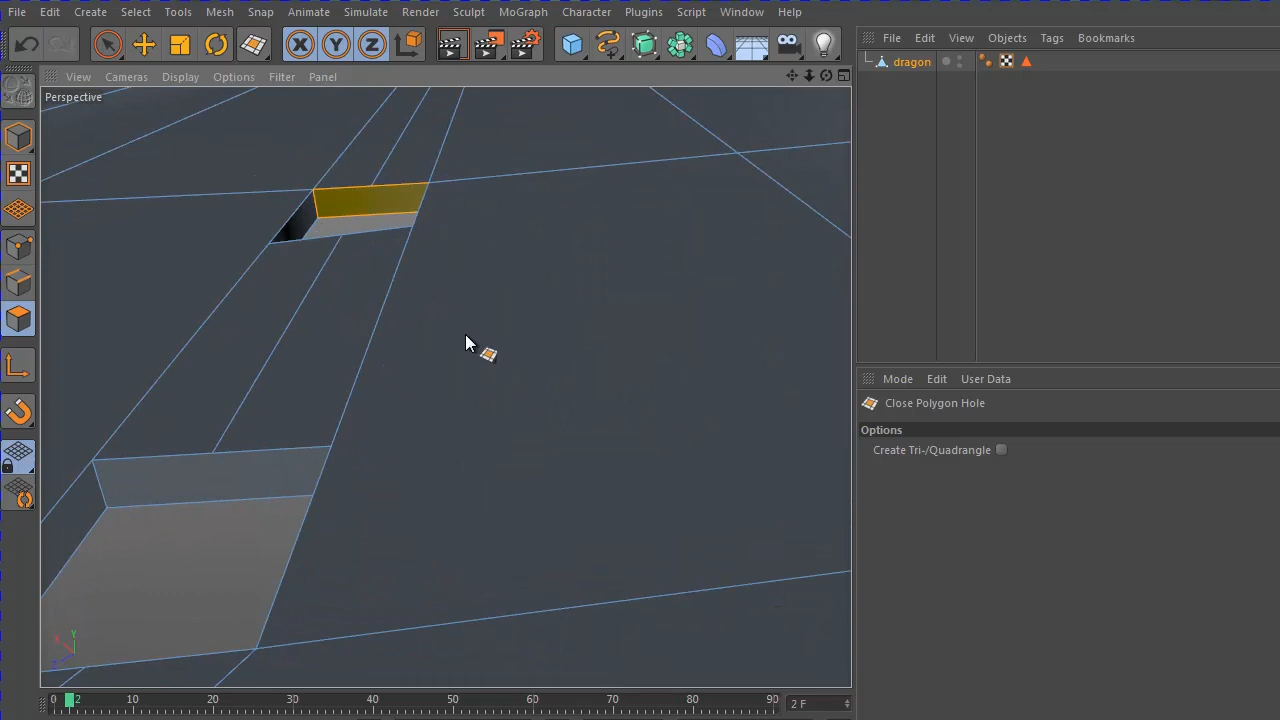 File Edit Create Select Tools Mesh Snap Animate Simulate Render Sculpt MoGraph Character Plugins Script Window Help
X Y Z
File Edit View Objects Tags Bookmarks
dragon
View Cameras Display Options Filter Panel
Perspective
Mode Edit User Data
Close Polygon Hole
Options
Create Tri-/Quadrangle
X Y Z
0 2 10 20 30 40 50 60 70 80 90 2 F